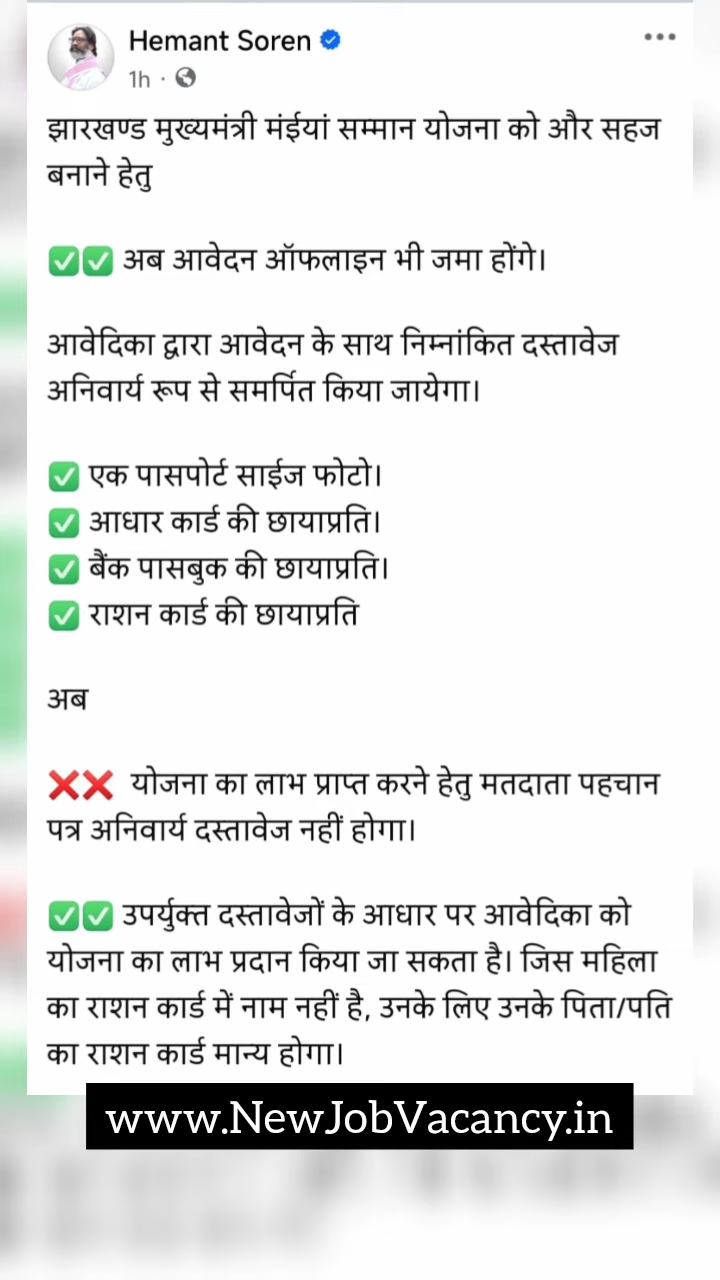 Hemant Soren
1h ·
झारखण्ड मुख्यमंत्री मंईयां सम्मान योजना को और सहज
बनाने हेतु
✅✅ अब आवेदन ऑफलाइन भी जमा होंगे।
आवेदिका द्वारा आवेदन के साथ निम्नांकित दस्तावेज
अनिवार्य रूप से समर्पित किया जायेगा।
✅ एक पासपोर्ट साईज फोटो।
✅ आधार कार्ड की छायाप्रति।
✅ बैंक पासबुक की छायाप्रति।
✅ राशन कार्ड की छायाप्रति
अब
❌❌ योजना का लाभ प्राप्त करने हेतु मतदाता पहचान
पत्र अनिवार्य दस्तावेज नहीं होगा।
✅✅ उपर्युक्त दस्तावेजों के आधार पर आवेदिका को
योजना का लाभ प्रदान किया जा सकता है। जिस महिला
का राशन कार्ड में नाम नहीं है, उनके लिए उनके पिता/पति
का राशन कार्ड मान्य होगा।
www.NewJobVacancy.in